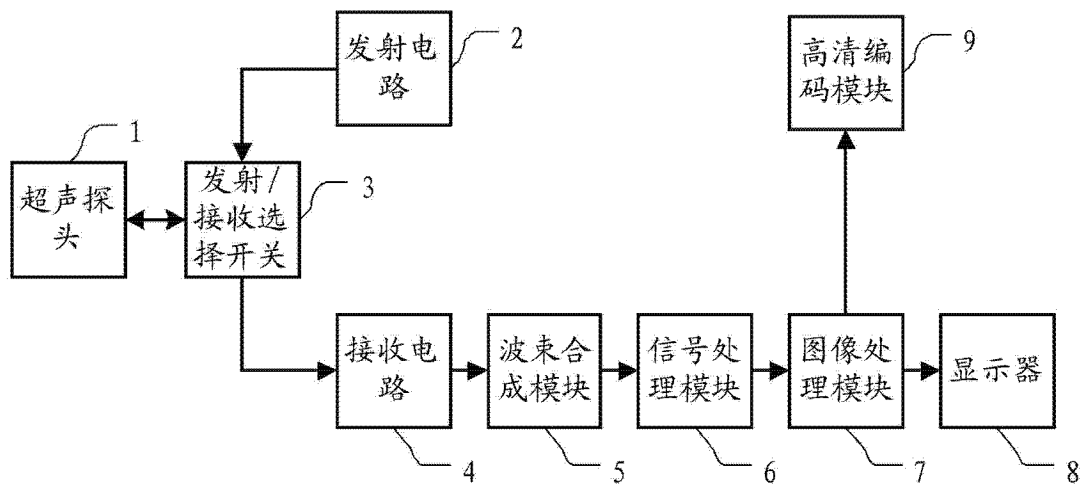 发射电
路
2
高清编
码模块
9
1
超声探
头
发射/
接收选
择开关
3
接收电
路
波束合
成模块
信号处
理模块
图像处
理模块
显示器
4
5
6
7
8